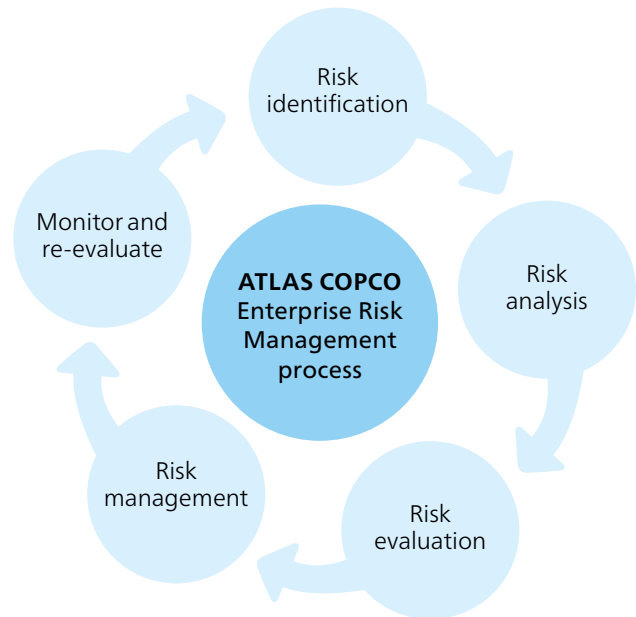 Risk
identification
Risk
analysis
Risk
evaluation
Risk
management
Monitor and
re-evaluate
ATLAS COPCO
Enterprise Risk
Management
process